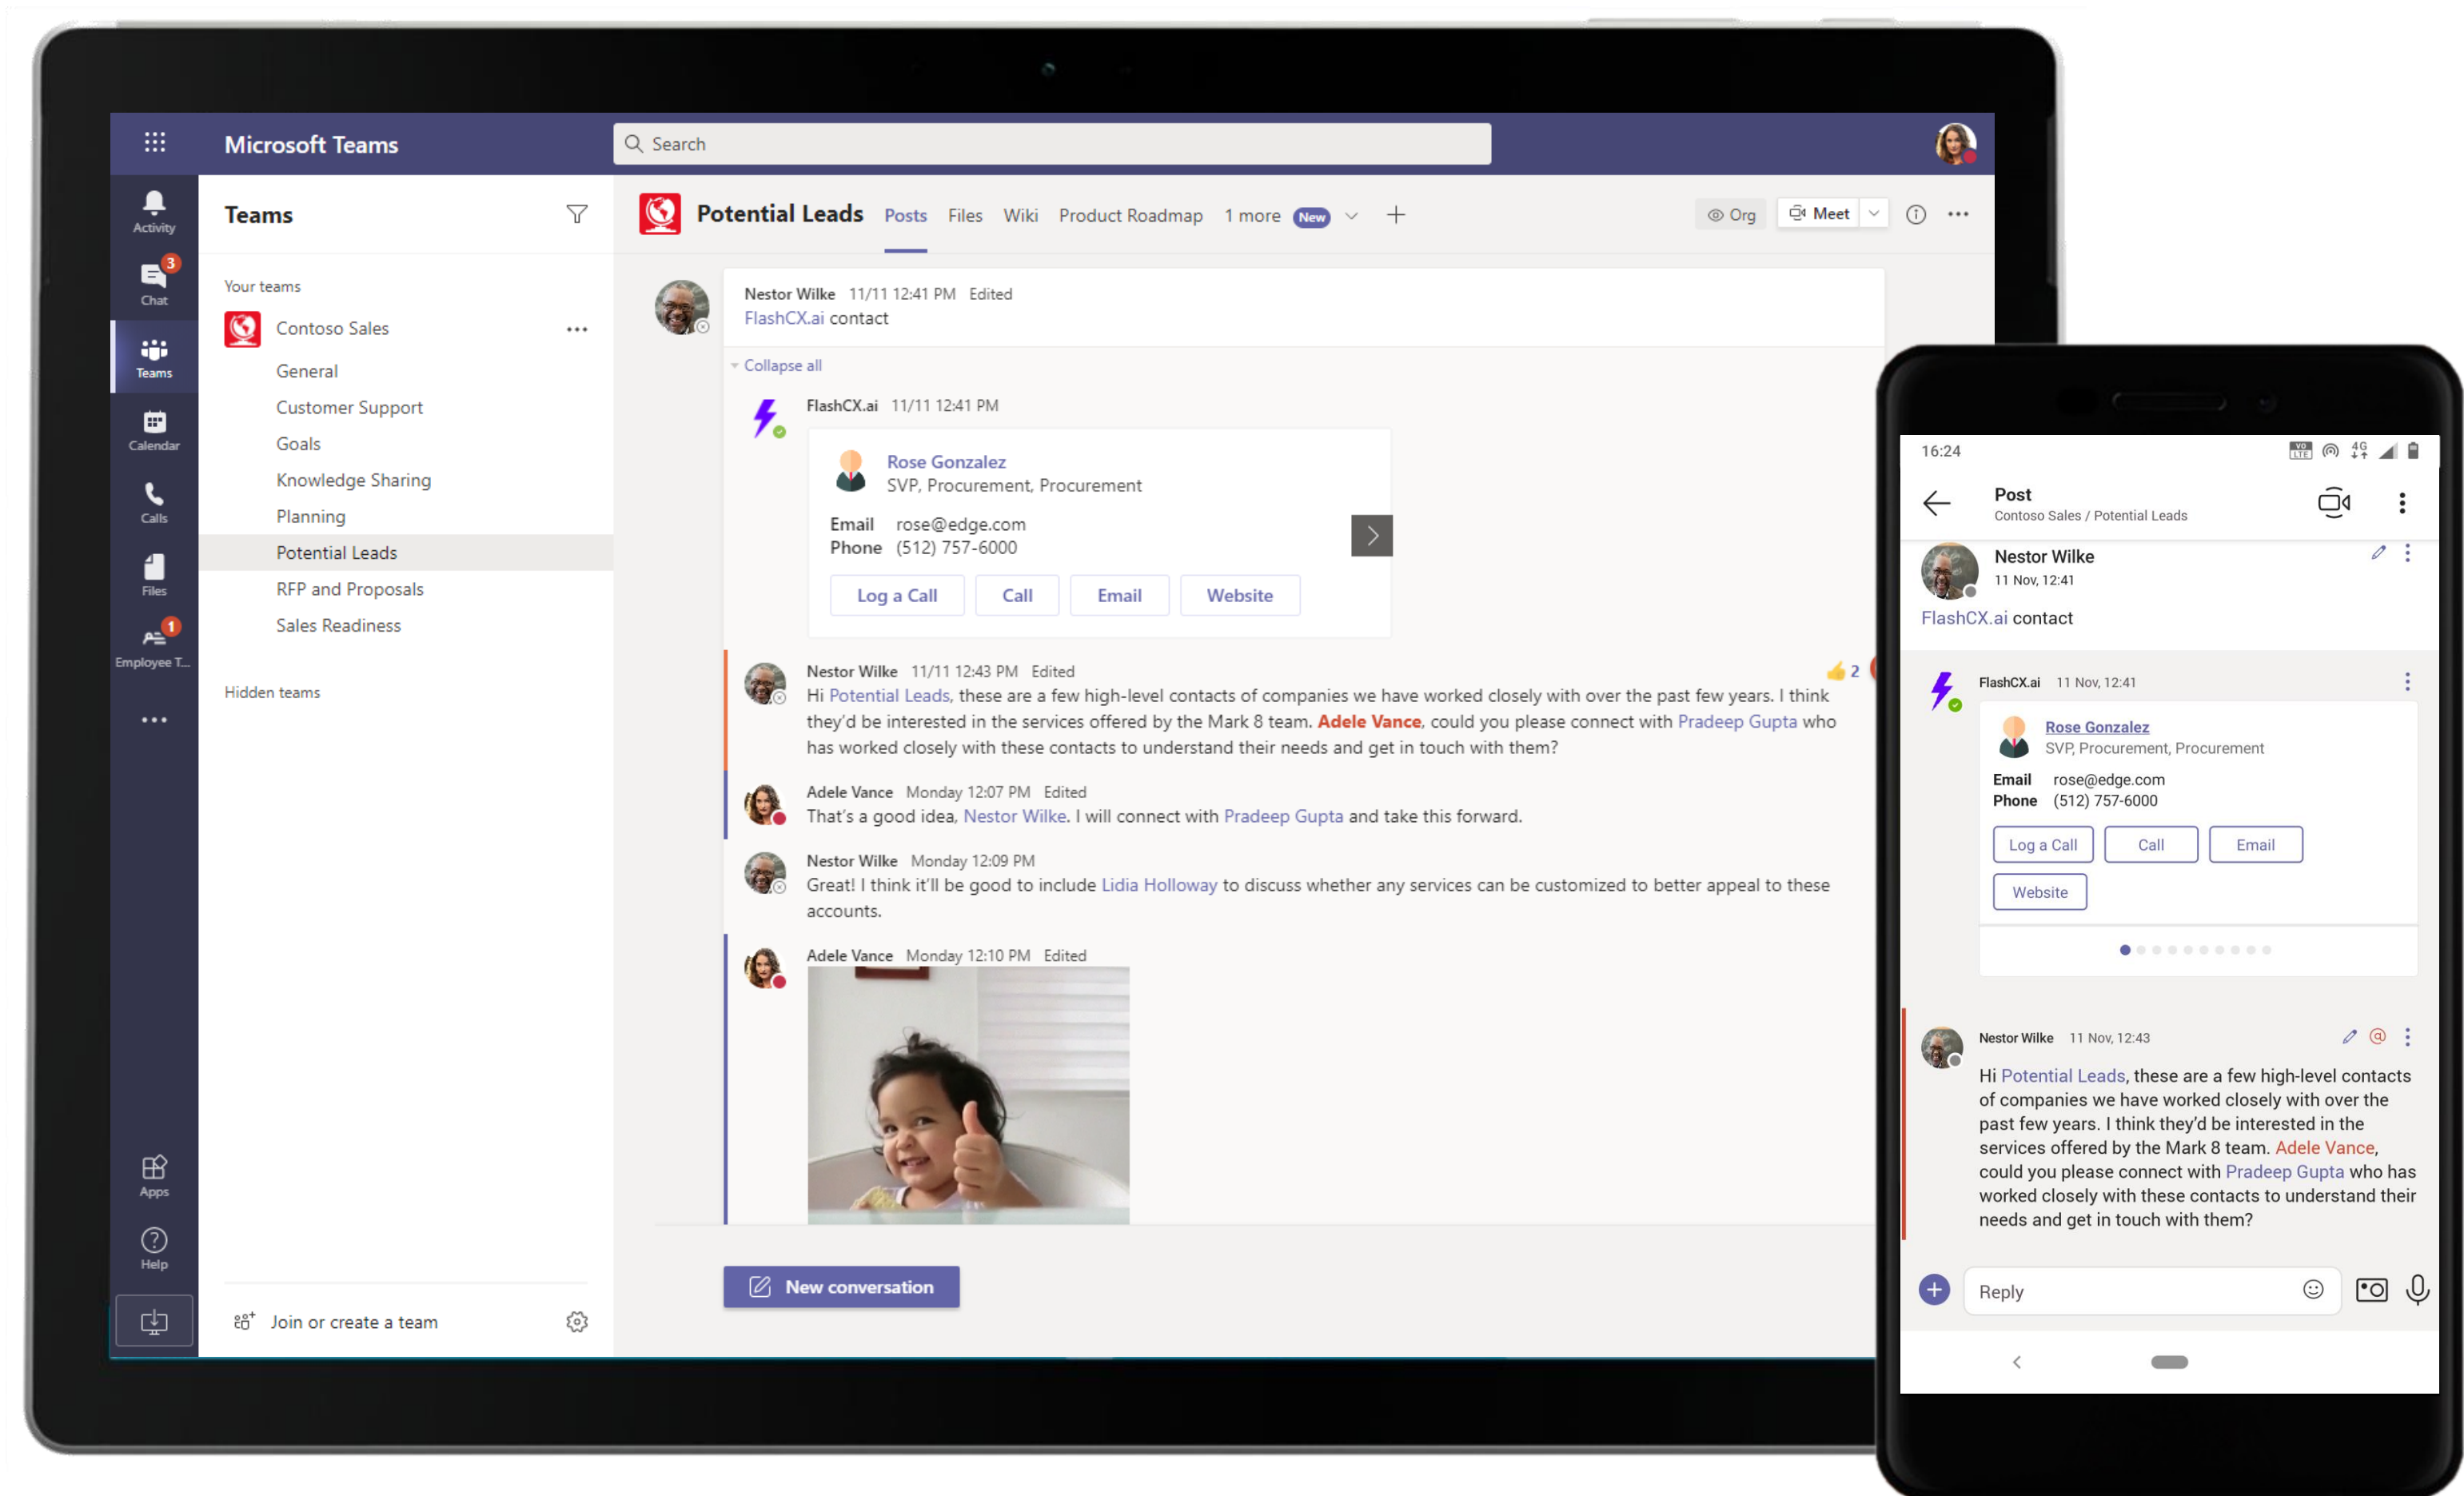 Microsoft Teams
Search
Activity
3
Chat
Teams
Calendar
Calls
Files
1
Employee T...
Apps
Help
Teams
Your teams
Contoso Sales
General
Customer Support
Goals
Knowledge Sharing
Planning
Potential Leads
RFP and Proposals
Sales Readiness
Hidden teams
Join or create a team
Potential Leads Posts Files Wiki Product Roadmap 1 more New
Org Meet
Nestor Wilke 11/11 12:41 PM Edited
FlashCX.ai contact
Collapse all
FlashCX.ai 11/11 12:41 PM
Rose Gonzalez
SVP, Procurement, Procurement
Email rose@edge.com
Phone (512) 757-6000
Log a Call Call Email Website
Nestor Wilke 11/11 12:43 PM Edited
2
Hi Potential Leads, these are a few high-level contacts of companies we have worked closely with over the past few years. I think
they'd be interested in the services offered by the Mark 8 team. Adele Vance, could you please connect with Pradeep Gupta who
has worked closely with these contacts to understand their needs and get in touch with them?
Adele Vance Monday 12:07 PM Edited
That's a good idea, Nestor Wilke. I will connect with Pradeep Gupta and take this forward.
Nestor Wilke Monday 12:09 PM
Great! I think it'll be good to include Lidia Holloway to discuss whether any services can be customized to better appeal to these
accounts.
Adele Vance Monday 12:10 PM Edited
New conversation
16:24
VO LTE 4G
Post
Contoso Sales / Potential Leads
Nestor Wilke
11 Nov, 12:41
FlashCX.ai contact
FlashCX.ai 11 Nov, 12:41
Rose Gonzalez
SVP, Procurement, Procurement
Email rose@edge.com
Phone (512) 757-6000
Log a Call Call Email
Website
Nestor Wilke 11 Nov, 12:43 @
Hi Potential Leads, these are a few high-level contacts
of companies we have worked closely with over the
past few years. I think they'd be interested in the
services offered by the Mark 8 team. Adele Vance,
could you please connect with Pradeep Gupta who has
worked closely with these contacts to understand their
needs and get in touch with them?
Reply